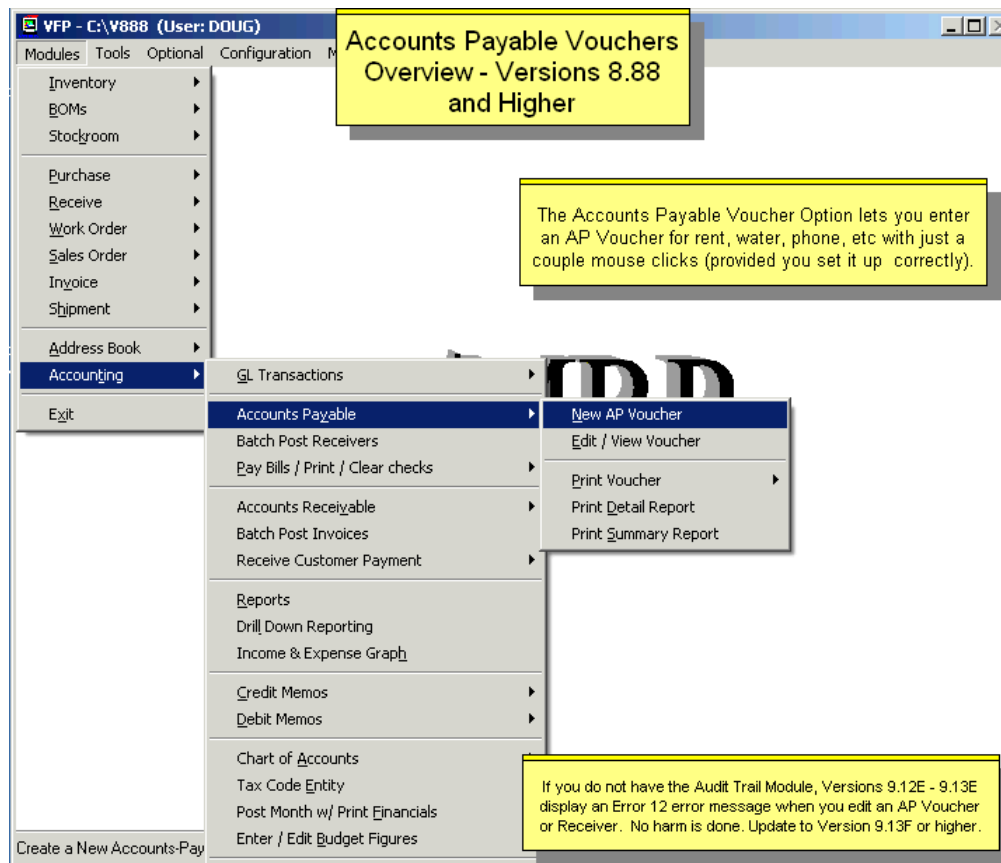 VFP - C:\V888 (User: DOUG)
Modules Tools Optional Configuration M
Accounts Payable Vouchers
Overview - Versions 8.88
and Higher
Inventory
BOMs
Stockroom
Purchase
Receive
Work Order
Sales Order
Invoice
Shipment
Address Book
Accounting
Exit
The Accounts Payable Voucher Option lets you enter
an AP Voucher for rent, water, phone, etc with just a
couple mouse clicks (provided you set it up correctly).
GL Transactions
Accounts Payable
Batch Post Receivers
Pay Bills / Print / Clear checks
Accounts Receivable
Batch Post Invoices
Receive Customer Payment
Reports
Drill Down Reporting
Income & Expense Graph
Credit Memos
Debit Memos
Chart of Accounts
Tax Code Entity
Post Month w/ Print Financials
Enter / Edit Budget Figures
New AP Voucher
Edit / View Voucher
Print Voucher
Print Detail Report
Print Summary Report
If you do not have the Audit Trail Module, Versions 9.12E - 9.13E
display an Error 12 error message when you edit an AP Voucher
or Receiver. No harm is done. Update to Version 9.13F or higher.
Create a New Accounts-Pay